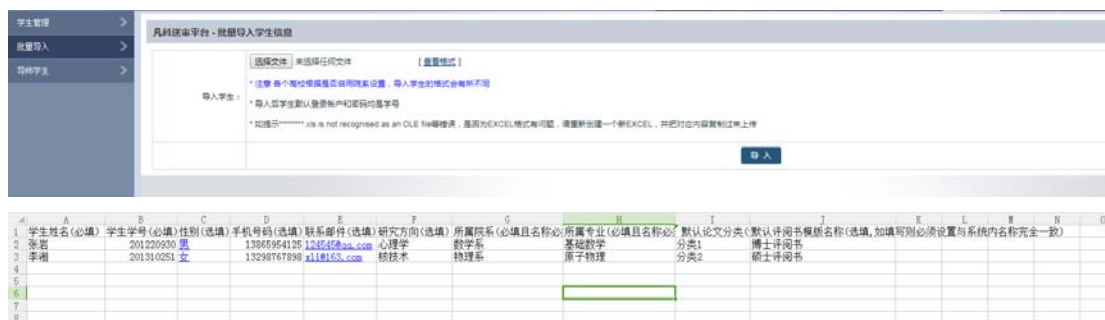 学生管理
批量导入
导师学生
凡科送审平台 - 批量导入学生信息
导入学生：
选择文件 未选择任何文件 [ 查看格式 ]
* 注意 各个高校根据是否启用院系设置，导入学生的格式会有所不同
* 导入后学生默认登录帐户和密码均是学号
* 如提示********.xls is not recognised as an OLE file等错误，是因为EXCEL格式有问题，请重新创建一个新EXCEL，并把对应内容复制过来上传
导 入
A B C D E F G H I J K L M N O
1 学生姓名(必填) 学生学号(必填) 性别(选填) 手机号码(选填) 联系邮件(选填) 研究方向(选填) 所属院系(必填且名称必 所属专业(必填且名称必 默认论文分类( 默认评阅书模版名称(选填,如填写则必须设置与系统内名称完全一致)
2 张岩 201220930 男 13865954125 124545@qq.com 心理学 数学系 基础数学 分类1 博士评阅书
3 李湘 201310251 女 13298767898 xll@163.com 核技术 物理系 原子物理 分类2 硕士评阅书
4
5
6
7
8